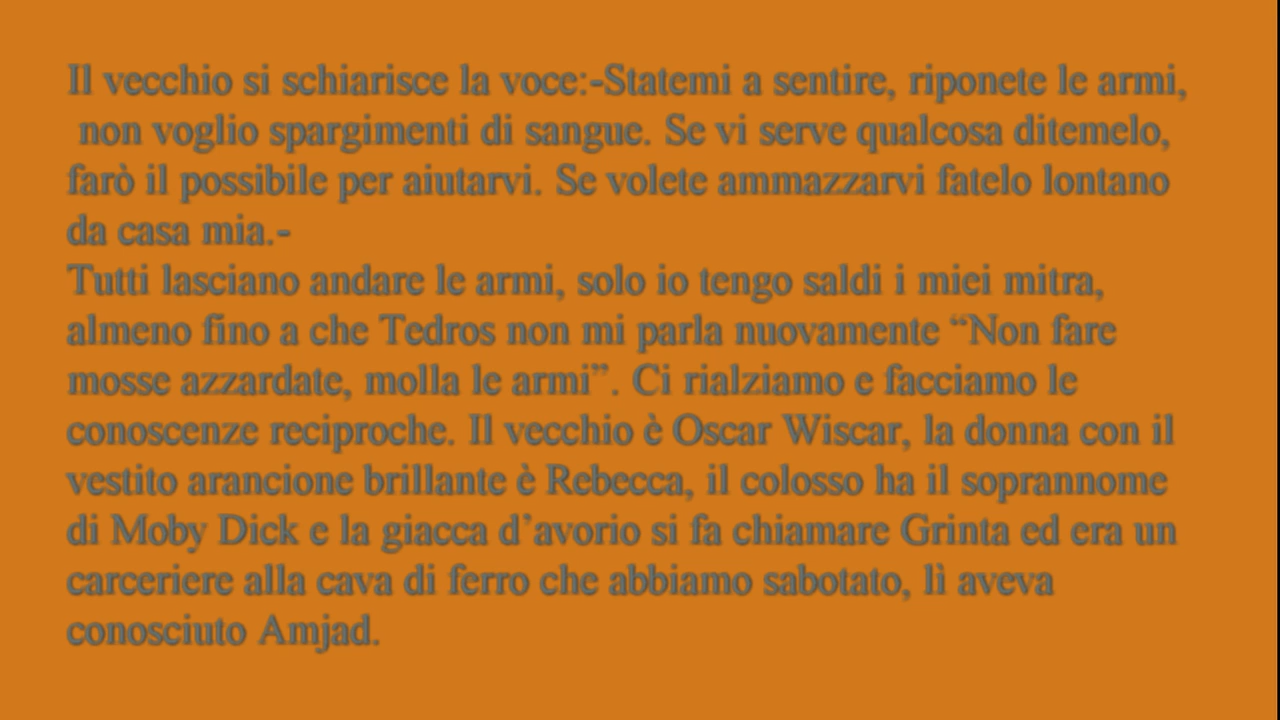 Il vecchio si schiarisce la voce:-Statemi a sentire, riponete le armi,
non voglio spargimenti di sangue. Se vi serve qualcosa ditemelo,
farò il possibile per aiutarvi. Se volete ammazzarvi fatelo lontano
da casa mia.-
Tutti lasciano andare le armi, solo io tengo saldi i miei mitra,
almeno fino a che Tedros non mi parla nuovamente “Non fare
mosse azzardate, molla le armi”. Ci rialziamo e facciamo le
conoscenze reciproche. Il vecchio è Oscar Wiscar, la donna con il
vestito arancione brillante è Rebecca, il colosso ha il soprannome
di Moby Dick e la giacca d’avorio si fa chiamare Grinta ed era un
carceriere alla cava di ferro che abbiamo sabotato, lì aveva
conosciuto Amjad.